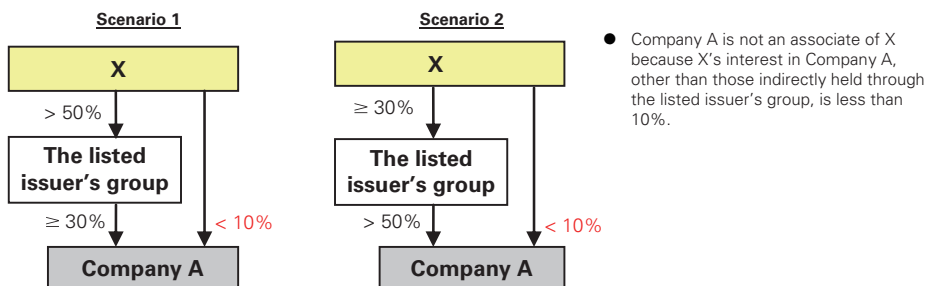 Scenario 1
X
> 50%
The listed
issuer's group
≥ 30%
< 10%
Company A
Scenario 2
X
≥ 30%
The listed
issuer's group
> 50%
< 10%
Company A
● Company A is not an associate of X
because X's interest in Company A,
other than those indirectly held through
the listed issuer's group, is less than
10%.